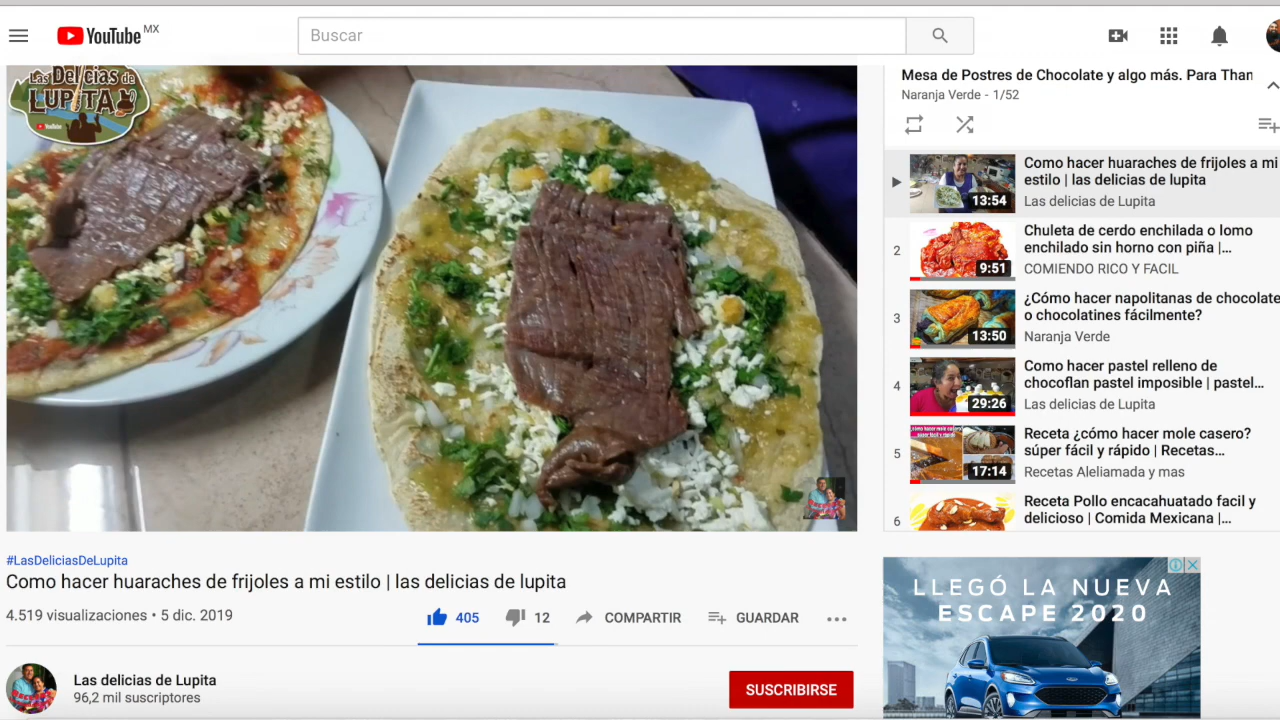 YouTube MX
Buscar
Las Delicias de
LUPITA
YouTube
Mesa de Postres de Chocolate y algo más. Para Than
Naranja Verde - 1/52
Como hacer huaraches de frijoles a mi
estilo | las delicias de lupita
Las delicias de Lupita
13:54
2
Chuleta de cerdo enchilada o lomo
enchilado sin horno con piña |...
COMIENDO RICO Y FACIL
9:51
3
¿Cómo hacer napolitanas de chocolate
o chocolatines fácilmente?
Naranja Verde
13:50
4
Como hacer pastel relleno de
chocoflan pastel imposible | pastel...
Las delicias de Lupita
29:26
5
Receta ¿cómo hacer mole casero?
súper fácil y rápido | Recetas...
Recetas Aleliamada y mas
17:14
6
Receta Pollo encacahuatado facil y
delicioso | Comida Mexicana |...
#LasDeliciasDeLupita
Como hacer huaraches de frijoles a mi estilo | las delicias de lupita
4.519 visualizaciones • 5 dic. 2019
405
12
COMPARTIR
GUARDAR
Las delicias de Lupita
96,2 mil suscriptores
SUSCRIBIRSE
LLEGÓ LA NUEVA
ESCAPE 2020